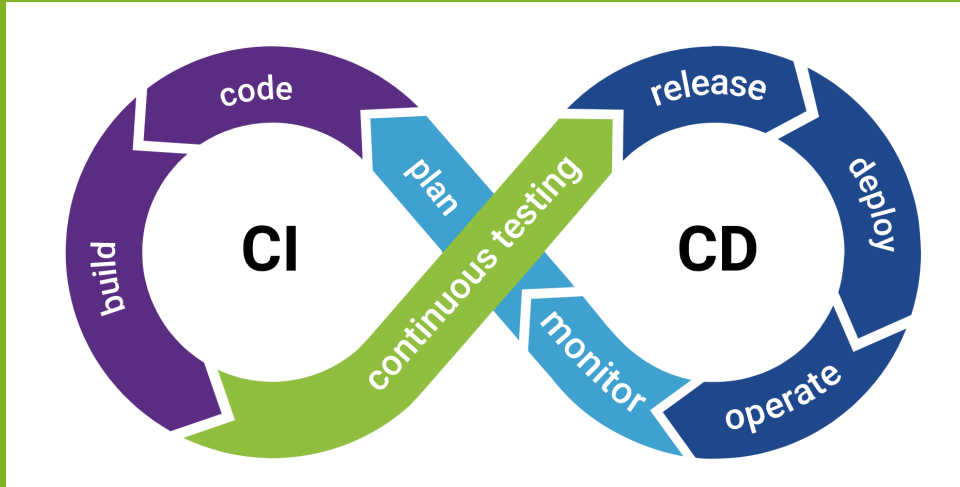 code
release
plan
continuous testing
deploy
CI
CD
build
monitor
operate